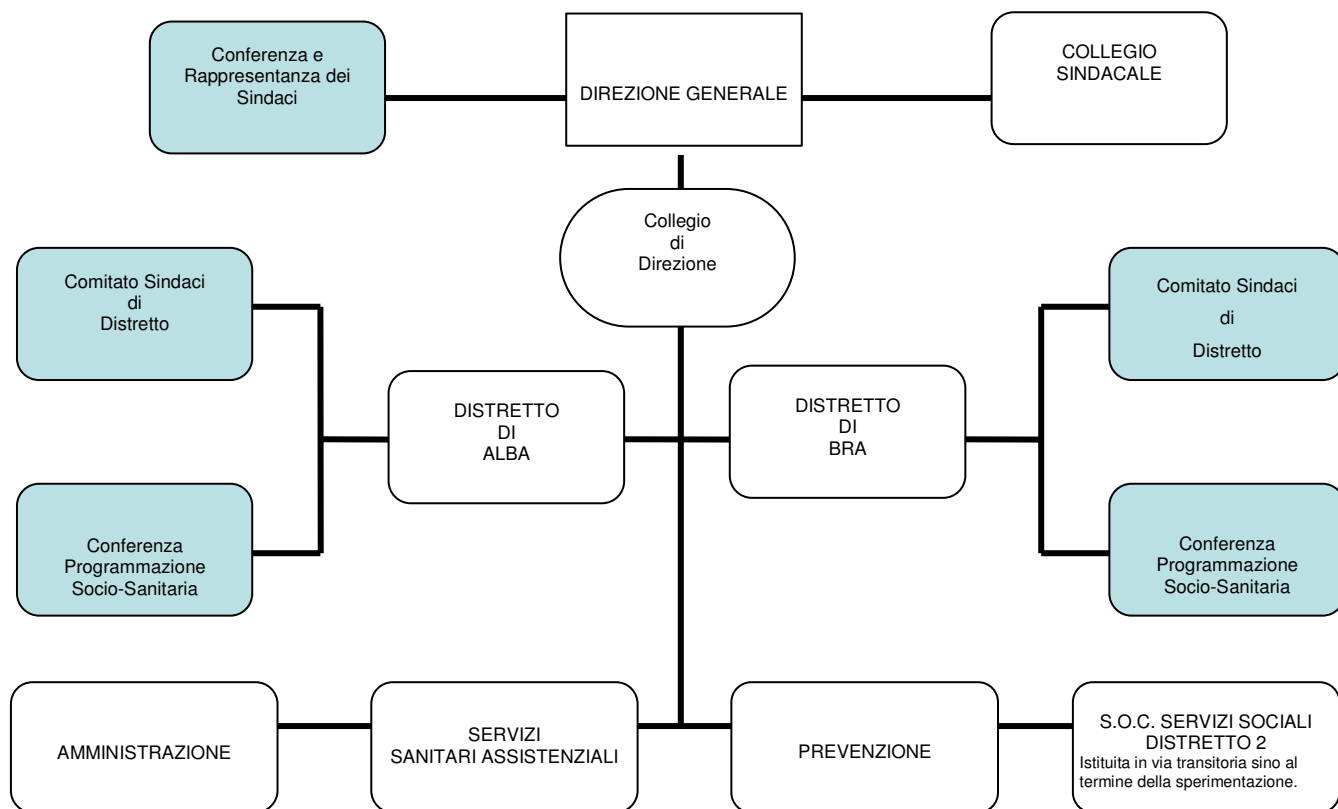 Conferenza e
Rappresentanza dei
Sindaci
DIREZIONE GENERALE
COLLEGIO
SINDACALE
Collegio
di
Direzione
Comitato Sindaci
di
Distretto
Comitato Sindaci
di
Distretto
DISTRETTO
DI
ALBA
DISTRETTO
DI
BRA
Conferenza
Programmazione
Socio-Sanitaria
Conferenza
Programmazione
Socio-Sanitaria
AMMINISTRAZIONE
SERVIZI
SANITARI ASSISTENZIALI
PREVENZIONE
S.O.C. SERVIZI SOCIALI
DISTRETTO 2
Istituita in via transitoria sino al
termine della sperimentazione.